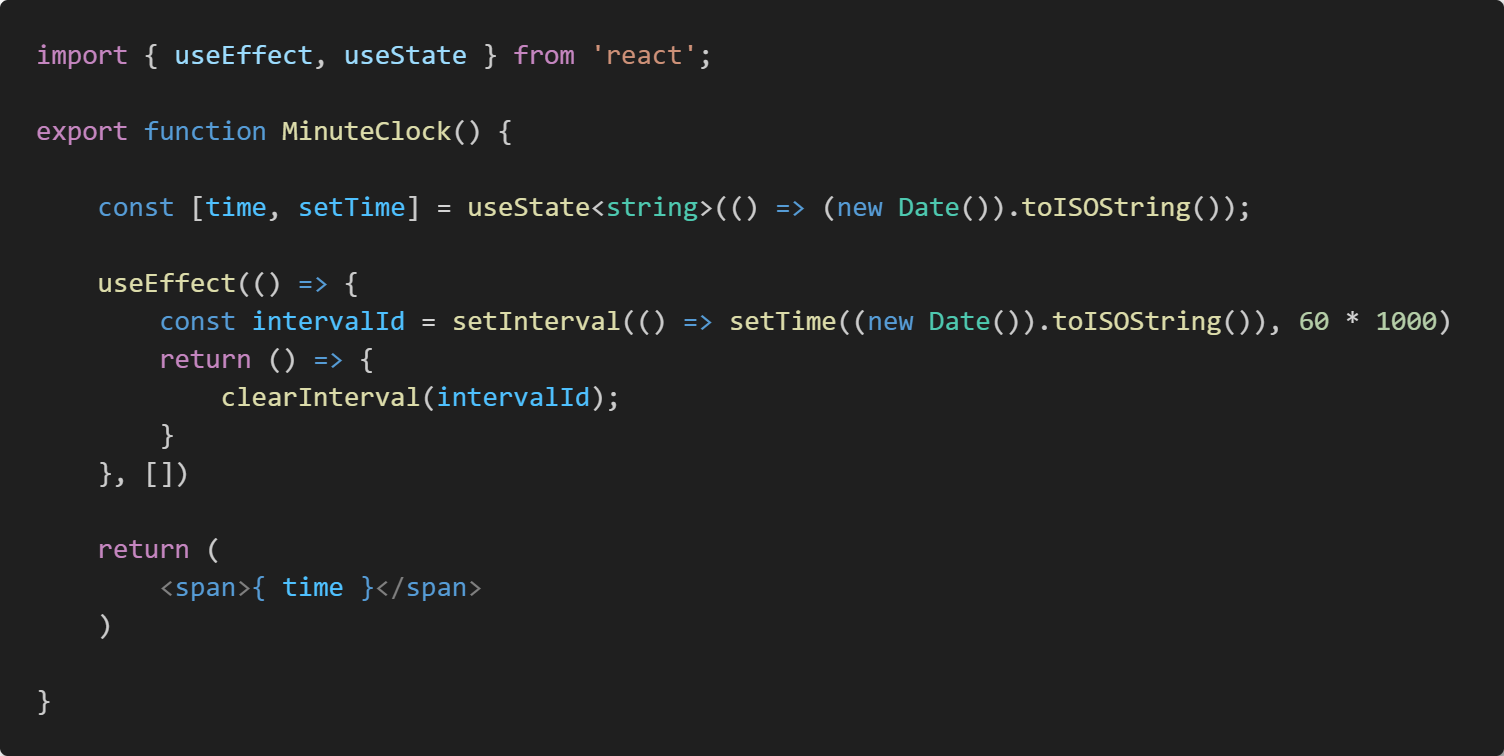 import { useEffect, useState } from 'react';
export function MinuteClock() {
const [time, setTime] = useState<string>(() => (new Date()).toISOString());
useEffect(() => {
const intervalId = setInterval(() => setTime((new Date()).toISOString()), 60 * 1000)
return () => {
clearInterval(intervalId);
}
}, [])
return (
<span>{ time }</span>
)
}